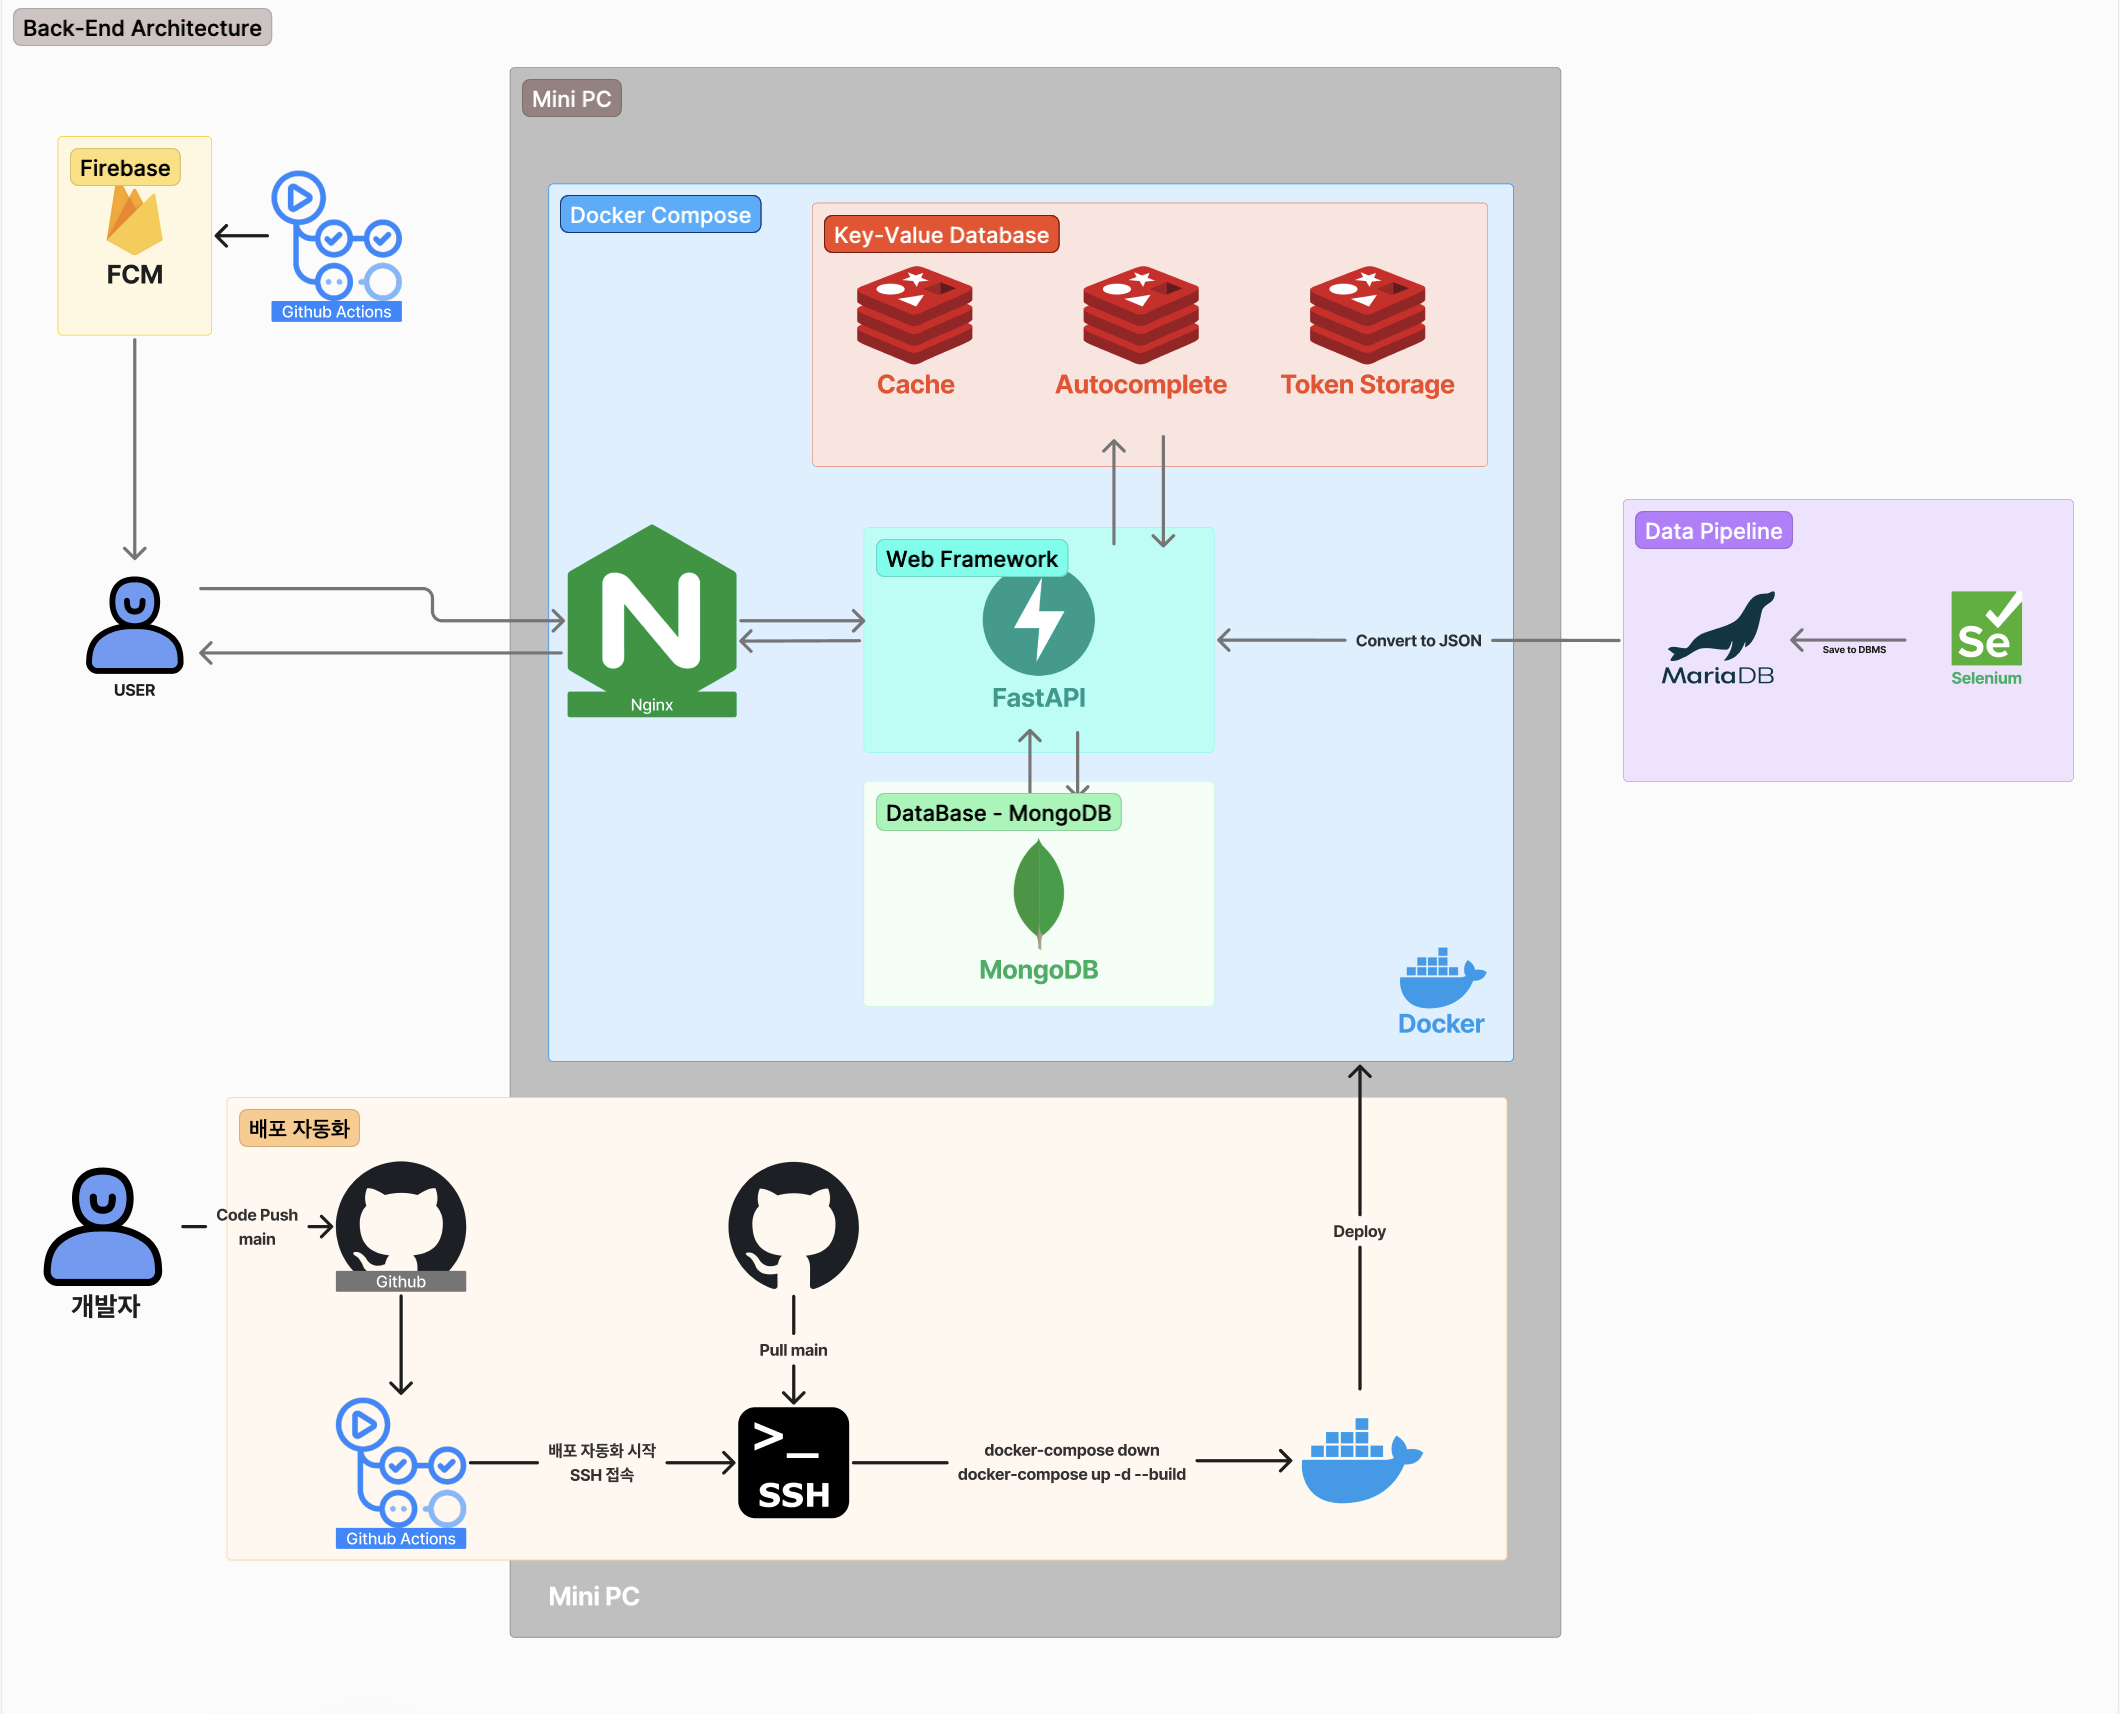 Back-End Architecture
Mini PC
Firebase
FCM
Github Actions
Docker Compose
Key-Value Database
Cache
Autocomplete
Token Storage
USER
N
Nginx
Web Framework
FastAPI
Convert to JSON
Data Pipeline
MariaDB
Save to DBMS
Se
Selenium
DataBase - MongoDB
MongoDB
Docker
배포 자동화
개발자
Code Push
main
Github
Pull main
Deploy
Github Actions
배포 자동화 시작
SSH 접속
>_
SSH
docker-compose down
docker-compose up -d --build
Mini PC